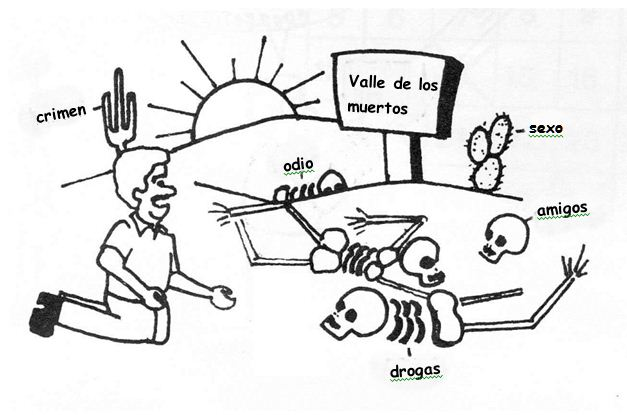 Valle de los
muertos
crimen
sexo
odio
amigos
drogas